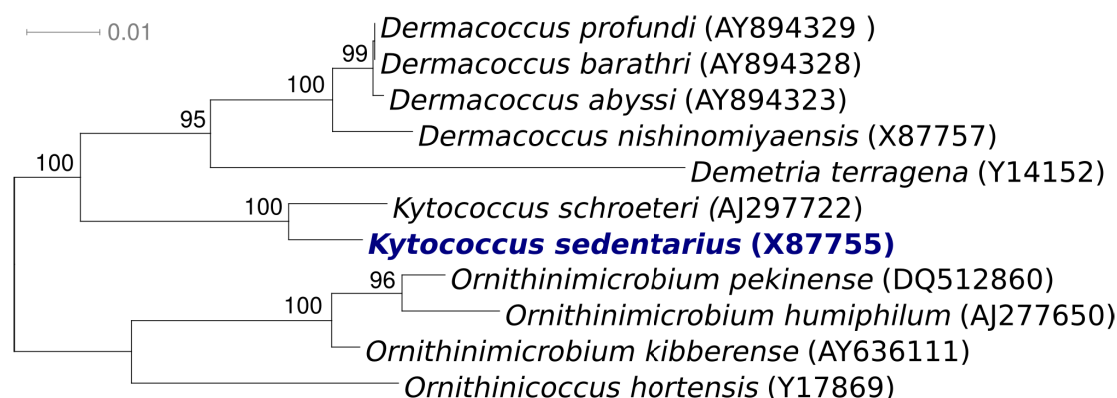 0.01
Dermacoccus profundi (AY894329 )
99
Dermacoccus barathri (AY894328)
100
Dermacoccus abyssi (AY894323)
95
Dermacoccus nishinomiyaensis (X87757)
100
Demetria terragena (Y14152)
100
Kytococcus schroeteri (AJ297722)
Kytococcus sedentarius (X87755)
96
Ornithinimicrobium pekinense (DQ512860)
100
Ornithinimicrobium humiphilum (AJ277650)
Ornithinimicrobium kibberense (AY636111)
Ornithinicoccus hortensis (Y17869)